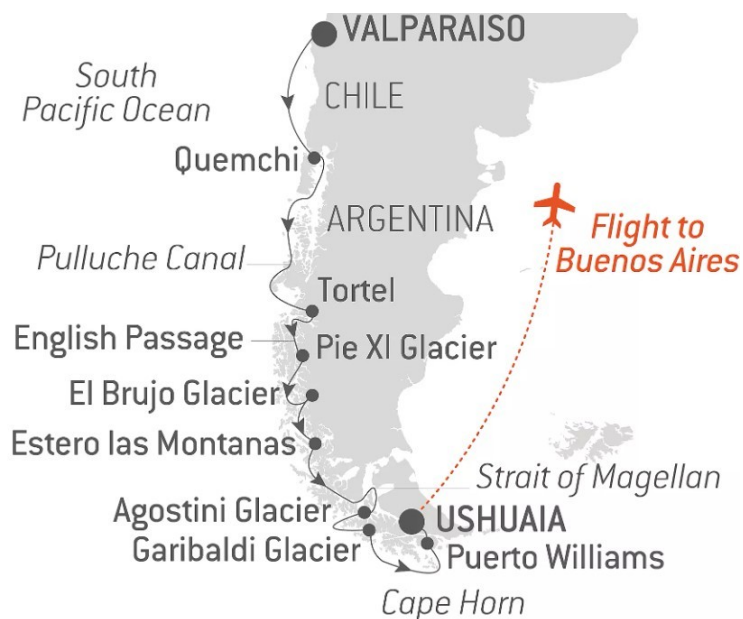 VALPARAISO
South
Pacific Ocean
CHILE
Quemchi
ARGENTINA
Flight to
Buenos Aires
Pulluche Canal
Tortel
English Passage
Pie XI Glacier
El Brujo Glacier
Estero las Montanas
Strait of Magellan
Agostini Glacier
USHUAIA
Garibaldi Glacier
Puerto Williams
Cape Horn